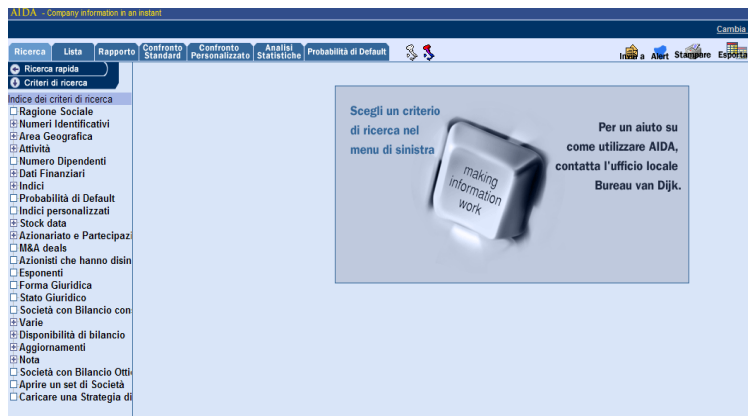 AIDA - Company information in an instant
Cambia
Ricerca
Lista
Rapporto
Confronto Standard
Confronto Personalizzato
Analisi Statistiche
Probabilità di Default
Invia a
Alert
Stampare
Esporta
Ricerca rapida
Criteri di ricerca
Indice dei criteri di ricerca
Ragione Sociale
Numeri Identificativi
Area Geografica
Attività
Numero Dipendenti
Dati Finanziari
Indici
Probabilità di Default
Indici personalizzati
Stock data
Azionariato e Partecipazi
M&A deals
Azionisti che hanno disin
Esponenti
Forma Giuridica
Stato Giuridico
Società con Bilancio con
Varie
Disponibilità di bilancio
Aggiornamenti
Nota
Società con Bilancio Otti
Aprire un set di Società
Caricare una Strategia di
Scegli un criterio
di ricerca nel
menu di sinistra
making
information
work
Per un aiuto su
come utilizzare AIDA,
contatta l'ufficio locale
Bureau van Dijk.